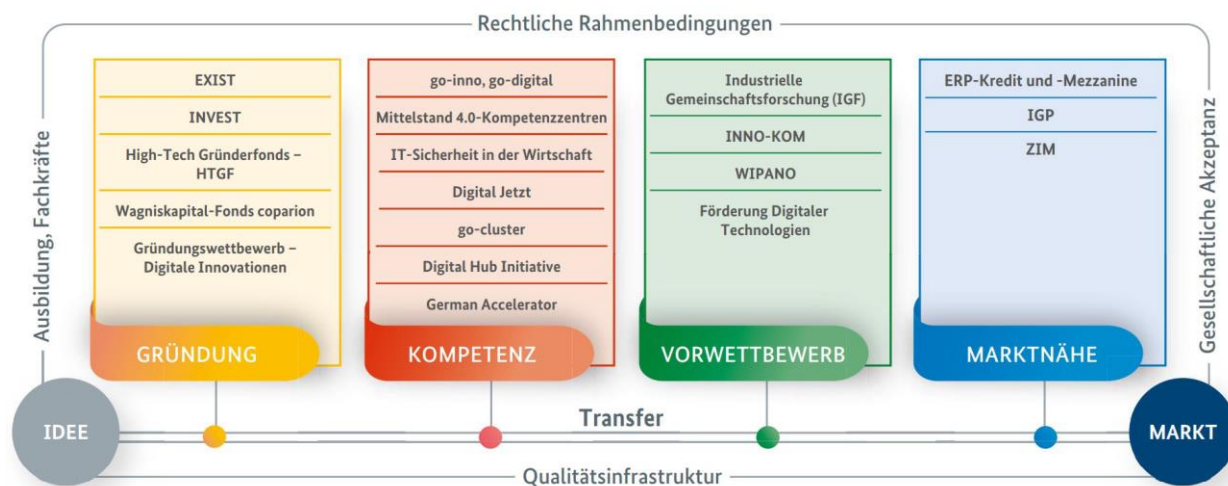 Rechtliche Rahmenbedingungen
Ausbildung, Fachkräfte
EXIST
INVEST
High-Tech Gründerfonds –
HTGF
Wagniskapital-Fonds coparion
Gründungswettbewerb –
Digitale Innovationen
GRÜNDUNG
go-inno, go-digital
Mittelstand 4.0-Kompetenzzentren
IT-Sicherheit in der Wirtschaft
Digital Jetzt
go-cluster
Digital Hub Initiative
German Accelerator
KOMPETENZ
Industrielle
Gemeinschaftsforschung (IGF)
INNO-KOM
WIPANO
Förderung Digitaler
Technologien
VORWETTBEWERB
ERP-Kredit und -Mezzanine
IGP
ZIM
MARKTNÄHE
Gesellschaftliche Akzeptanz
IDEE
Transfer
MARKT
Qualitätsinfrastruktur